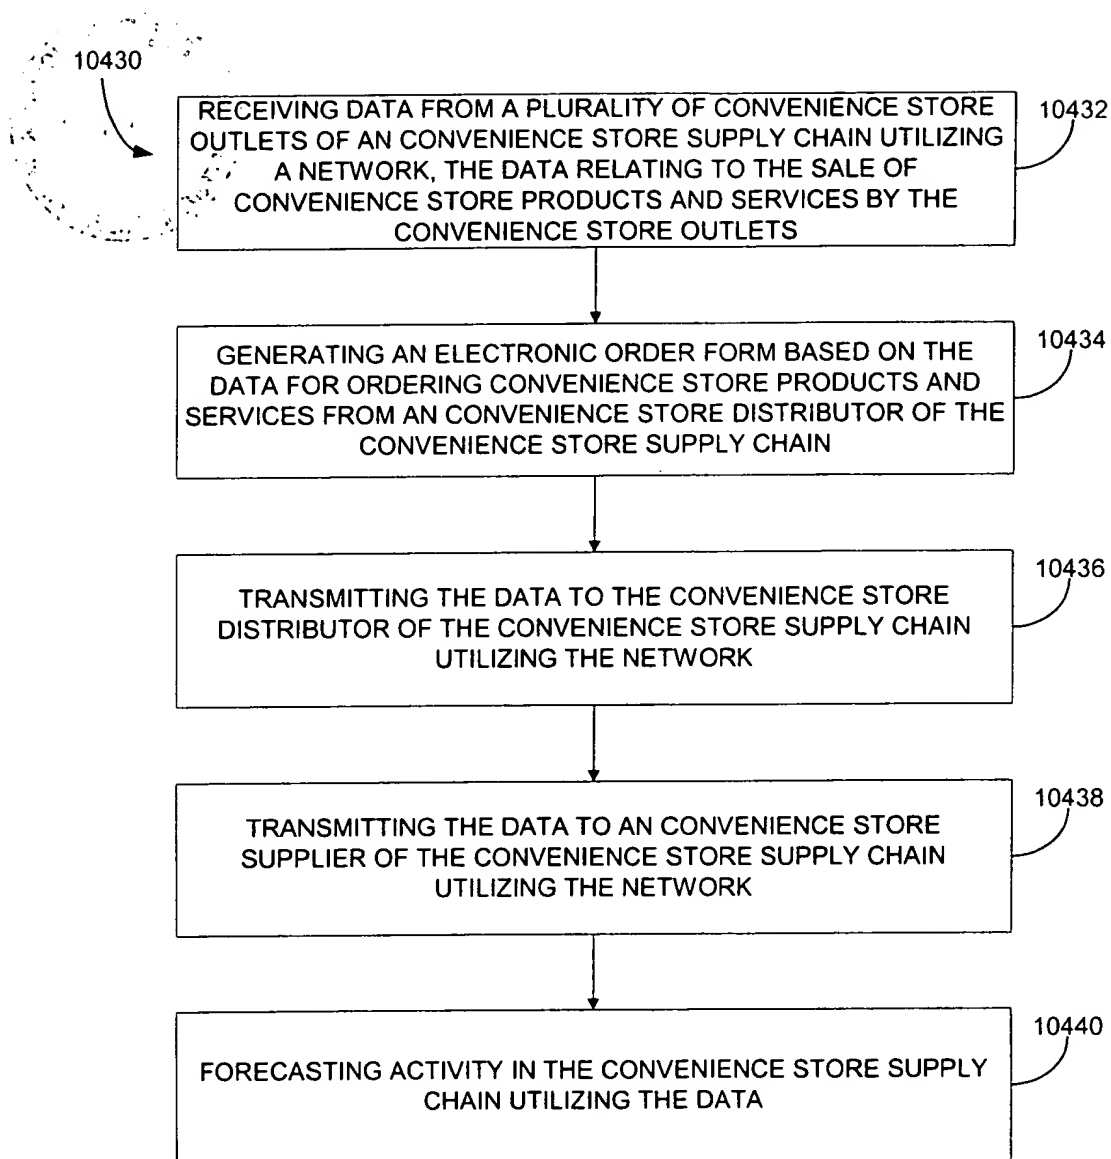 10430
RECEIVING DATA FROM A PLURALITY OF CONVENIENCE STORE
OUTLETS OF AN CONVENIENCE STORE SUPPLY CHAIN UTILIZING
A NETWORK, THE DATA RELATING TO THE SALE OF
CONVENIENCE STORE PRODUCTS AND SERVICES BY THE
CONVENIENCE STORE OUTLETS
10432
GENERATING AN ELECTRONIC ORDER FORM BASED ON THE
DATA FOR ORDERING CONVENIENCE STORE PRODUCTS AND
SERVICES FROM AN CONVENIENCE STORE DISTRIBUTOR OF THE
CONVENIENCE STORE SUPPLY CHAIN
10434
TRANSMITTING THE DATA TO THE CONVENIENCE STORE
DISTRIBUTOR OF THE CONVENIENCE STORE SUPPLY CHAIN
UTILIZING THE NETWORK
10436
TRANSMITTING THE DATA TO AN CONVENIENCE STORE
SUPPLIER OF THE CONVENIENCE STORE SUPPLY CHAIN
UTILIZING THE NETWORK
10438
FORECASTING ACTIVITY IN THE CONVENIENCE STORE SUPPLY
CHAIN UTILIZING THE DATA
10440